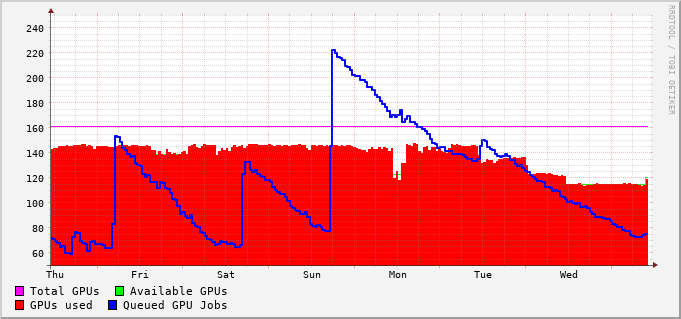 RRDTOOL / TOBI OETIKER
240
220
200
180
160
140
120
100
80
60
Thu Fri Sat Sun Mon Tue Wed
Total GPUs Available GPUs
GPUs used Queued GPU Jobs